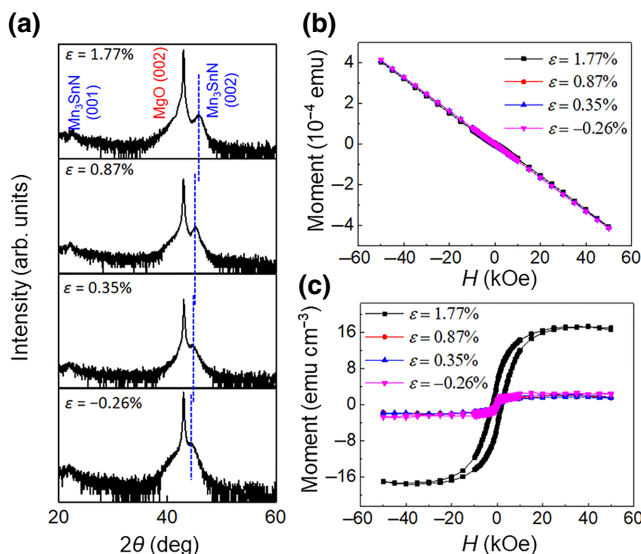 (a)
ε = 1.77%
Mn₃SnN
(001)
MgO (002)
Mn₃SnN
(002)
ε = 0.87%
ε = 0.35%
ε = −0.26%
Intensity (arb. units)
20 40 60
2θ (deg)
(b)
ε = 1.77%
ε = 0.87%
ε = 0.35%
ε = −0.26%
4
2
0
−2
−4
Moment (10⁻⁴ emu)
−60 −40 −20 0 20 40 60
H (kOe)
(c)
ε = 1.77%
ε = 0.87%
ε = 0.35%
ε = −0.26%
16
8
0
−8
−16
Moment (emu cm⁻³)
−60 −40 −20 0 20 40 60
H (kOe)